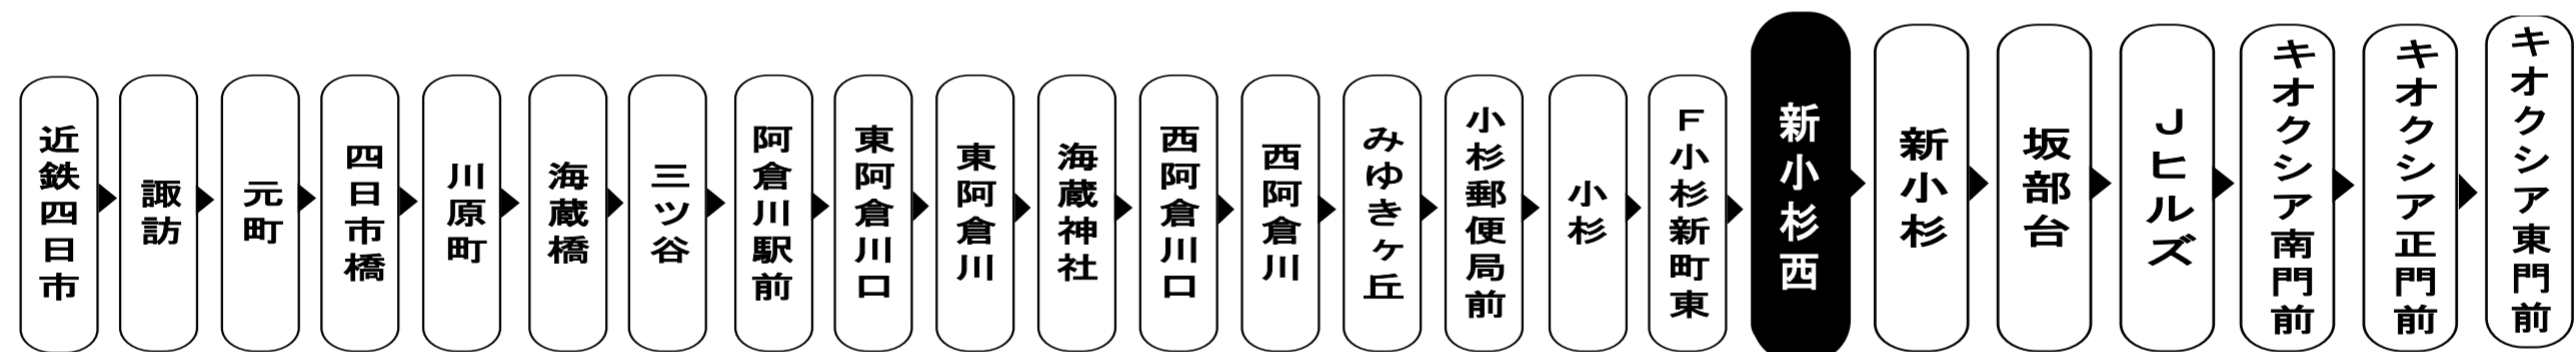 近鉄四日市
諏訪
元町
四日市橋
川原町
海蔵橋
三ツ谷
阿倉川駅前
東阿倉川口
東阿倉川
海蔵神社
西阿倉川口
西阿倉川
みゆきヶ丘
小杉郵便局前
小杉
F小杉新町東
新小杉西
新小杉
坂部台
Jヒルズ
キオクシア南門前
キオクシア正門前
キオクシア東門前